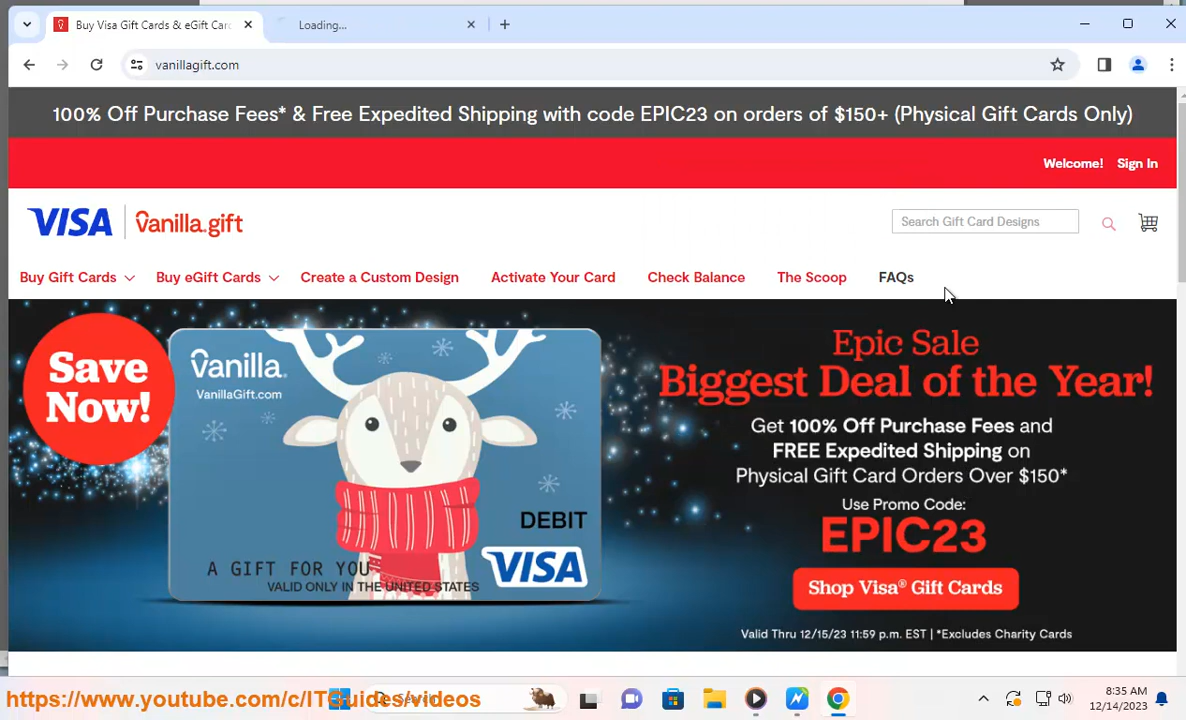 Buy Visa Gift Cards & eGift Car
Loading...
vanillagift.com
100% Off Purchase Fees* & Free Expedited Shipping with code EPIC23 on orders of $150+ (Physical Gift Cards Only)
Welcome! Sign In
VISA Vanilla.gift
Search Gift Card Designs
Buy Gift Cards Buy eGift Cards Create a Custom Design Activate Your Card Check Balance The Scoop FAQs
Save
Now!
Vanilla.
VanillaGift.com
DEBIT
VISA
A GIFT FOR YOU
VALID ONLY IN THE UNITED STATES
Epic Sale
Biggest Deal of the Year!
Get 100% Off Purchase Fees and
FREE Expedited Shipping on
Physical Gift Card Orders Over $150*
Use Promo Code:
EPIC23
Shop Visa® Gift Cards
Valid Thru 12/15/23 11:59 p.m. EST | *Excludes Charity Cards
https://www.youtube.com/c/ITGuides/videos
8:35 AM
12/14/2023